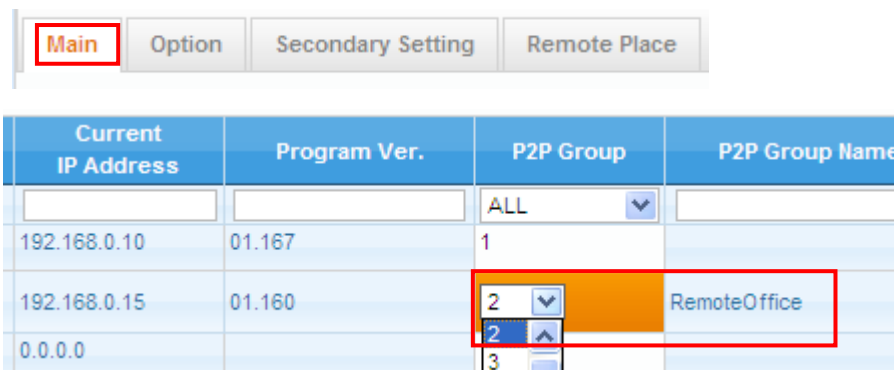 Main Option Secondary Setting Remote Place
Current IP Address Program Ver. P2P Group P2P Group Name
ALL
192.168.0.10 01.167 1
192.168.0.15 01.160 2 RemoteOffice
2
0.0.0.0
3